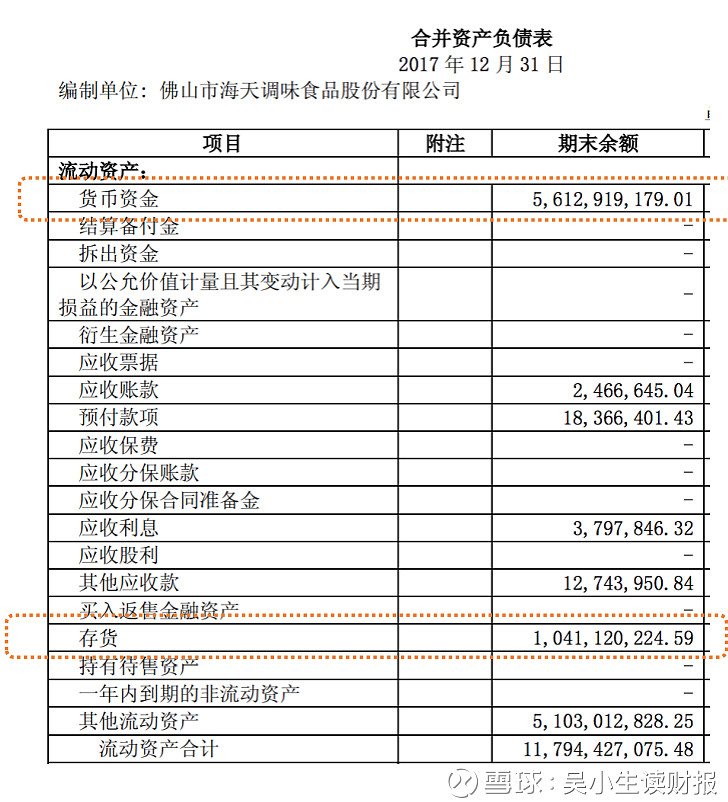 合并资产负债表
2017 年 12 月 31 日
编制单位: 佛山市海天调味食品股份有限公司
项目 附注 期末余额
流动资产:
货币资金 5,612,919,179.01
结算备付金 -
拆出资金 -
以公允价值计量且其变动计入当期
损益的金融资产 -
衍生金融资产 -
应收票据 -
应收账款 2,466,645.04
预付款项 18,366,401.43
应收保费 -
应收分保账款 -
应收分保合同准备金 -
应收利息 3,797,846.32
应收股利 -
其他应收款 12,743,950.84
买入返售金融资产 -
存货 1,041,120,224.59
持有待售资产 -
一年内到期的非流动资产 -
其他流动资产 5,103,012,828.25
流动资产合计 11,794,427,075.48
雪球:吴小生读财报